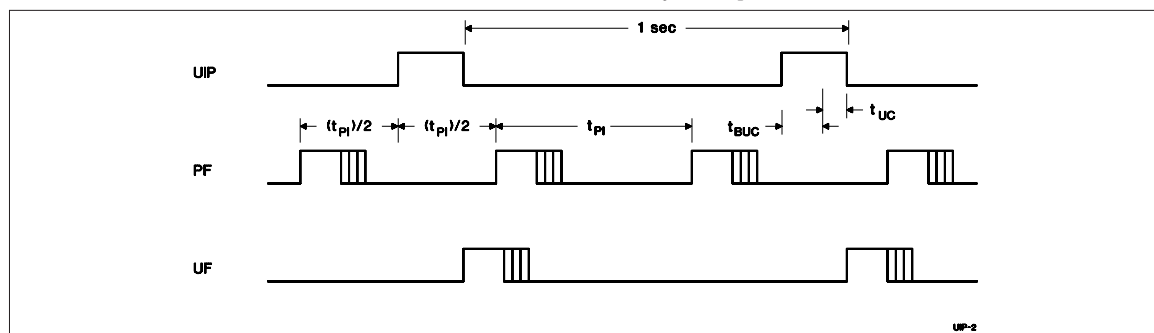 1 sec
UIP
(tPI)/2
(tPI)/2
tPI
tBUC
tUC
PF
UF
UIP-2